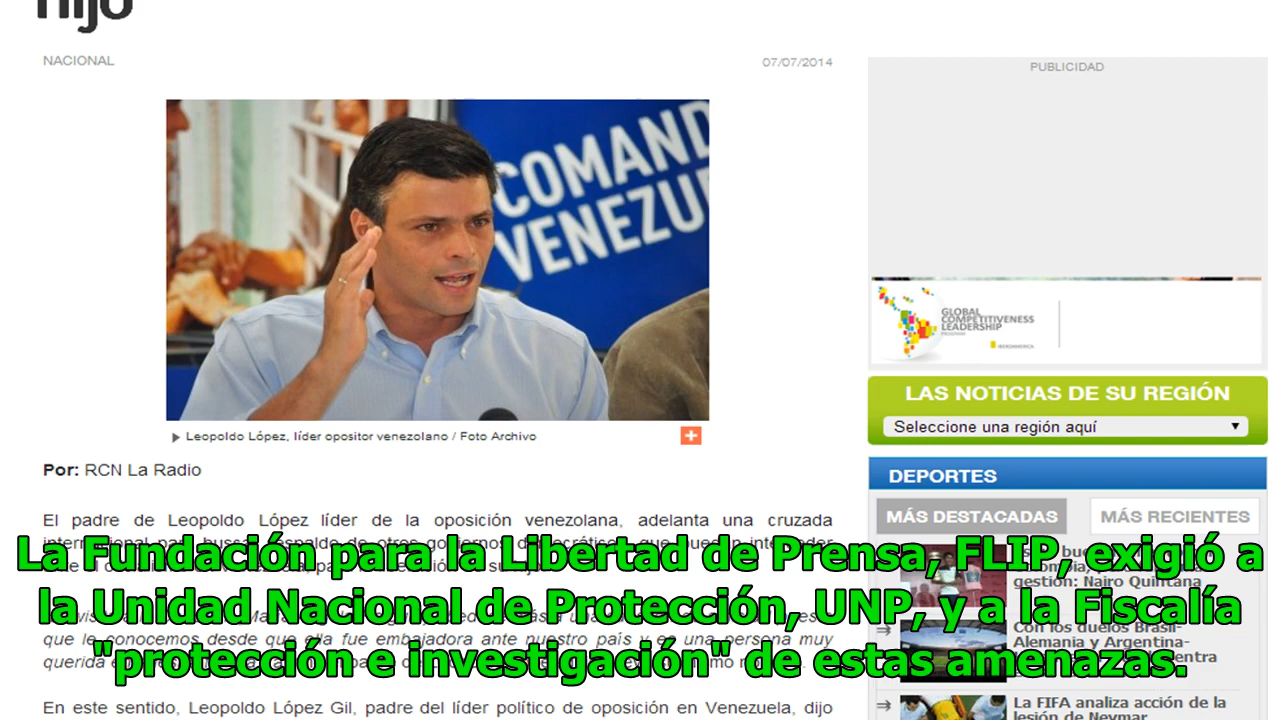 hijo
NACIONAL
07/07/2014
COMAND
VENEZU
Leopoldo López, líder opositor venezolano / Foto Archivo
Por: RCN La Radio
El padre de Leopoldo López líder de la oposición venezolana, adelanta una cruzada
La Fundación para la Libertad de Prensa, FLIP, exigió a
la Unidad Nacional de Protección, UNP, y a la Fiscalía
que le conocemos desde que ella fue embajadora ante nuestro país y es una persona muy
querida
"protección e investigación" de estas amenazas.
En este sentido, Leopoldo López Gil, padre del líder político de oposición en Venezuela, dijo
PUBLICIDAD
GLOBAL
COMPETITIVENESS
LEADERSHIP
PROGRAM
IBEROAMERICA
LAS NOTICIAS DE SU REGIÓN
Seleccione una región aquí
DEPORTES
MÁS DESTACADAS
MÁS RECIENTES
gestión: Nairo Quintana
Con los duelos Brasil-
Alemania y Argentina-
La FIFA analiza acción de la
lesión de Neymar